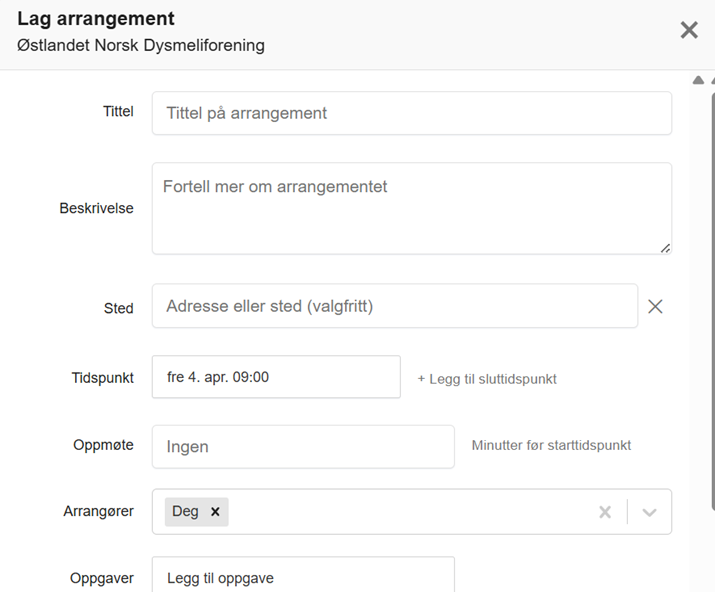 Lag arrangement
Østlandet Norsk Dysmeliforening
Tittel
Tittel på arrangement
Beskrivelse
Fortell mer om arrangementet
Sted
Adresse eller sted (valgfritt)
Tidspunkt
fre 4. apr. 09:00
+ Legg til sluttidspunkt
Oppmøte
Ingen
Minutter før starttidspunkt
Arrangører
Deg
Oppgaver
Legg til oppgave